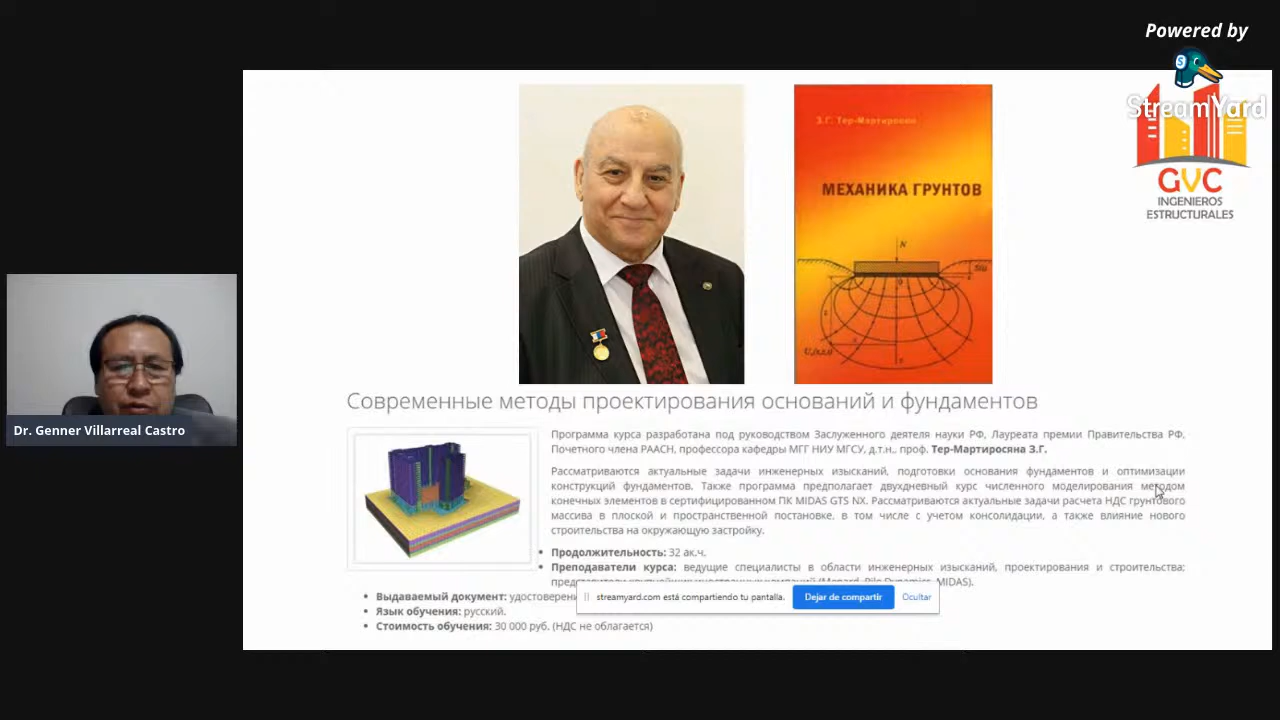 Powered by
StreamYard
GVC
INGENIEROS
ESTRUCTURALES
З.Г. Тер-Мартиросян
МЕХАНИКА ГРУНТОВ
N
0
Dr. Genner Villarreal Castro
Современные методы проектирования оснований и фундаментов
Программа курса разработана под руководством Заслуженного деятеля науки РФ, Лауреата премии Правительства РФ,
Почетного члена РААСН, профессора кафедры МГГ НИУ МГСУ, д.т.н., проф. Тер-Мартиросяна З.Г.
Рассматриваются актуальные задачи инженерных изысканий, подготовки основания фундаментов и оптимизации
конструкций фундаментов. Также программа предполагает двухдневный курс численного моделирования методом
конечных элементов в сертифицированном ПК MIDAS GTS NX. Рассматриваются актуальные задачи расчета НДС грунтового
массива в плоской и пространственной постановке, в том числе с учетом консолидации, а также влияние нового
строительства на окружающую застройку.
Продолжительность: 32 ак.ч.
Преподаватели курса: ведущие специалисты в области инженерных изысканий, проектирования и строительства;
MIDAS).
Выдаваемый документ:
Язык обучения: русский.
Стоимость обучения: 30 000 руб. (НДС не облагается)
streamyard.com está compartiendo tu pantalla.
Dejar de compartir
Ocultar